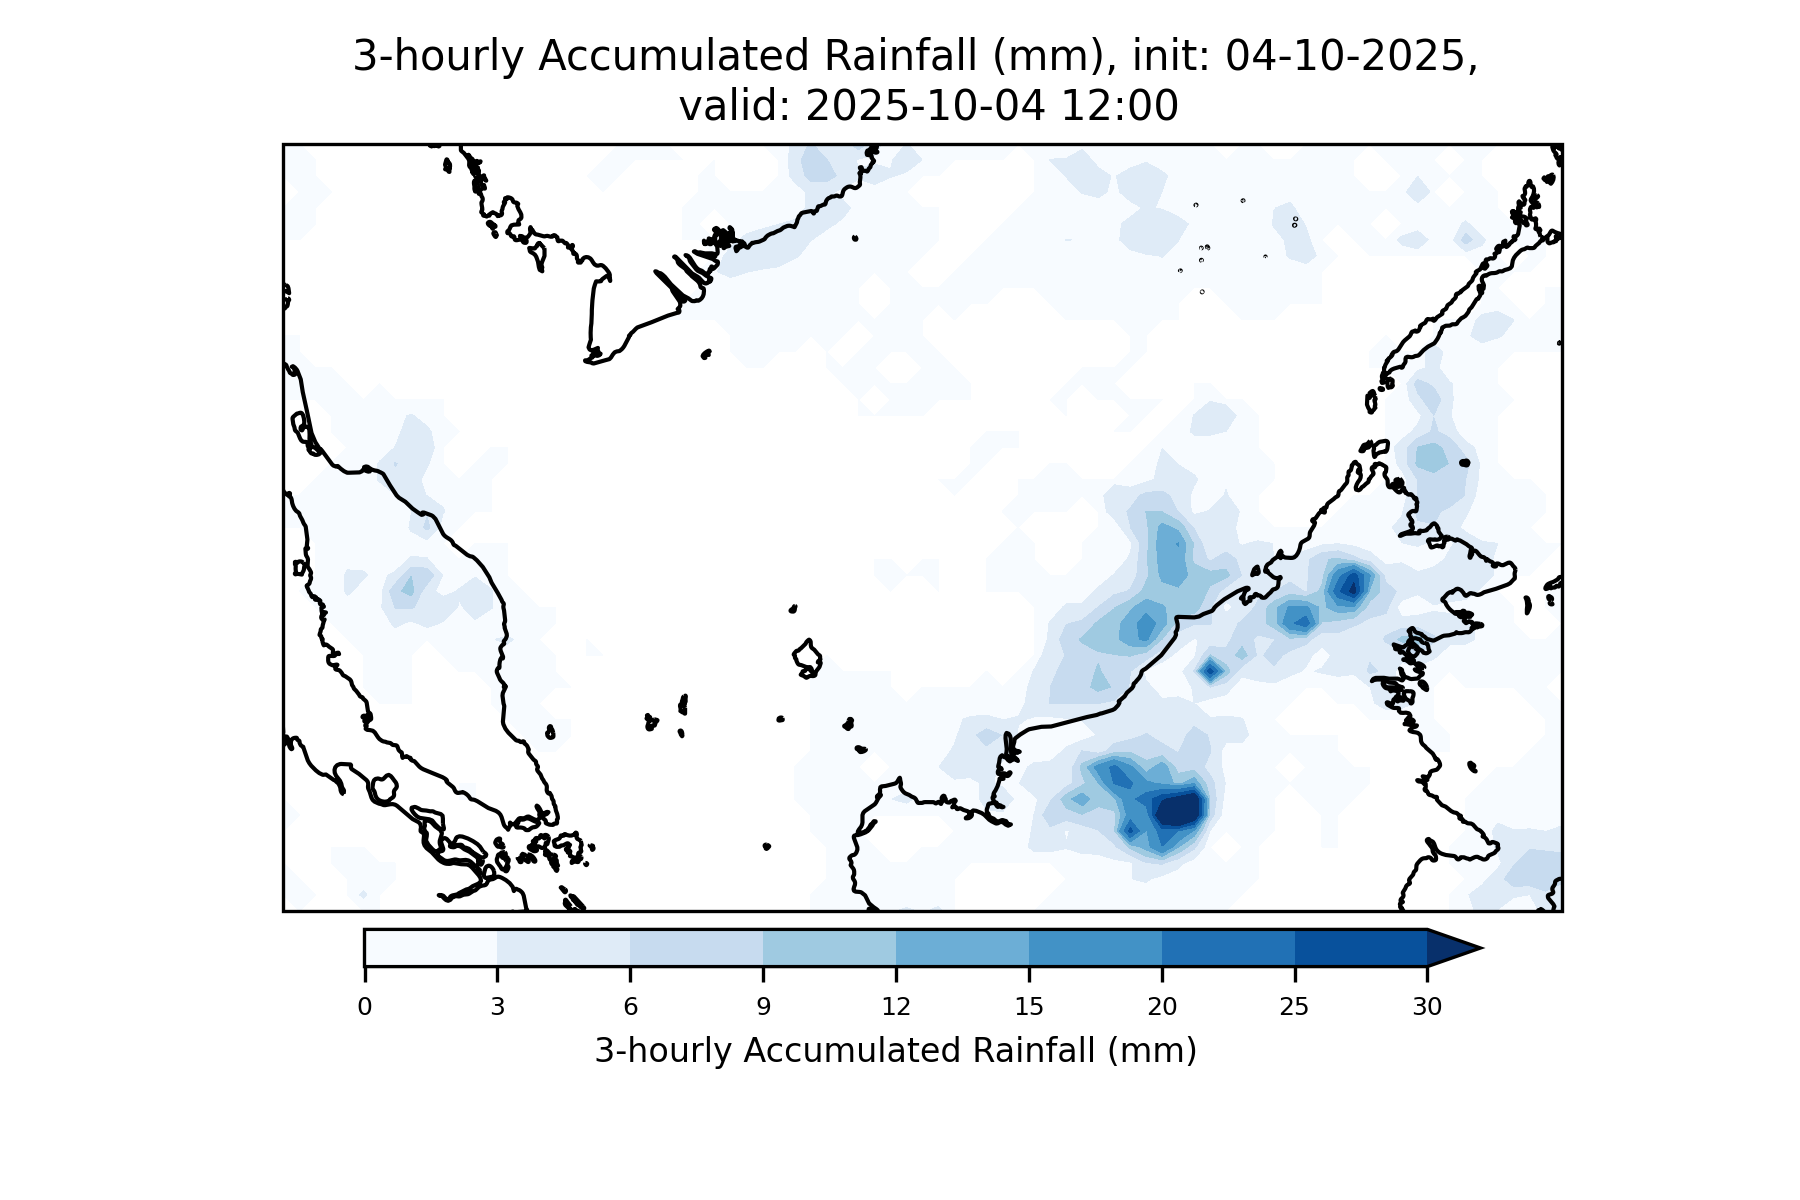 3-hourly Accumulated Rainfall (mm), init: 04-10-2025,
valid: 2025-10-04 12:00
0 3 6 9 12 15 20 25 30
3-hourly Accumulated Rainfall (mm)